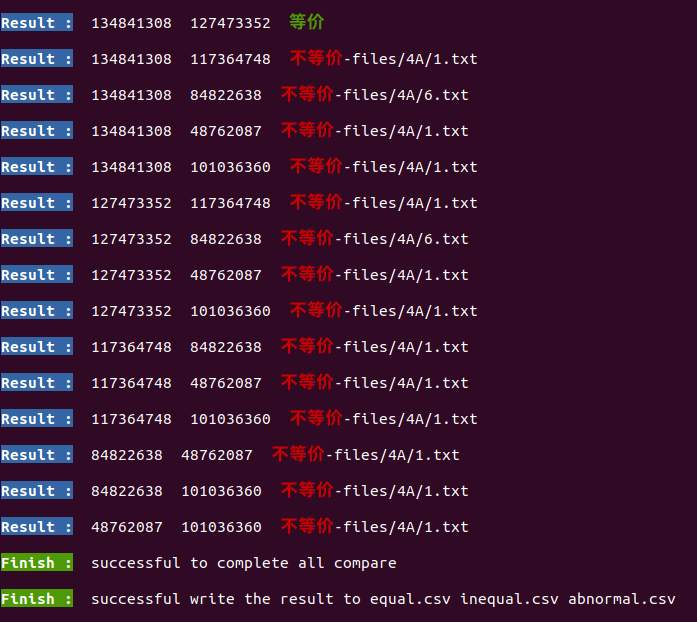 Result : 134841308 127473352 等价
Result : 134841308 117364748 不等价-files/4A/1.txt
Result : 134841308 84822638 不等价-files/4A/6.txt
Result : 134841308 48762087 不等价-files/4A/1.txt
Result : 134841308 101036360 不等价-files/4A/1.txt
Result : 127473352 117364748 不等价-files/4A/1.txt
Result : 127473352 84822638 不等价-files/4A/6.txt
Result : 127473352 48762087 不等价-files/4A/1.txt
Result : 127473352 101036360 不等价-files/4A/1.txt
Result : 117364748 84822638 不等价-files/4A/1.txt
Result : 117364748 48762087 不等价-files/4A/1.txt
Result : 117364748 101036360 不等价-files/4A/1.txt
Result : 84822638 48762087 不等价-files/4A/1.txt
Result : 84822638 101036360 不等价-files/4A/1.txt
Result : 48762087 101036360 不等价-files/4A/1.txt
Finish : successful to complete all compare
Finish : successful write the result to equal.csv inequal.csv abnormal.csv